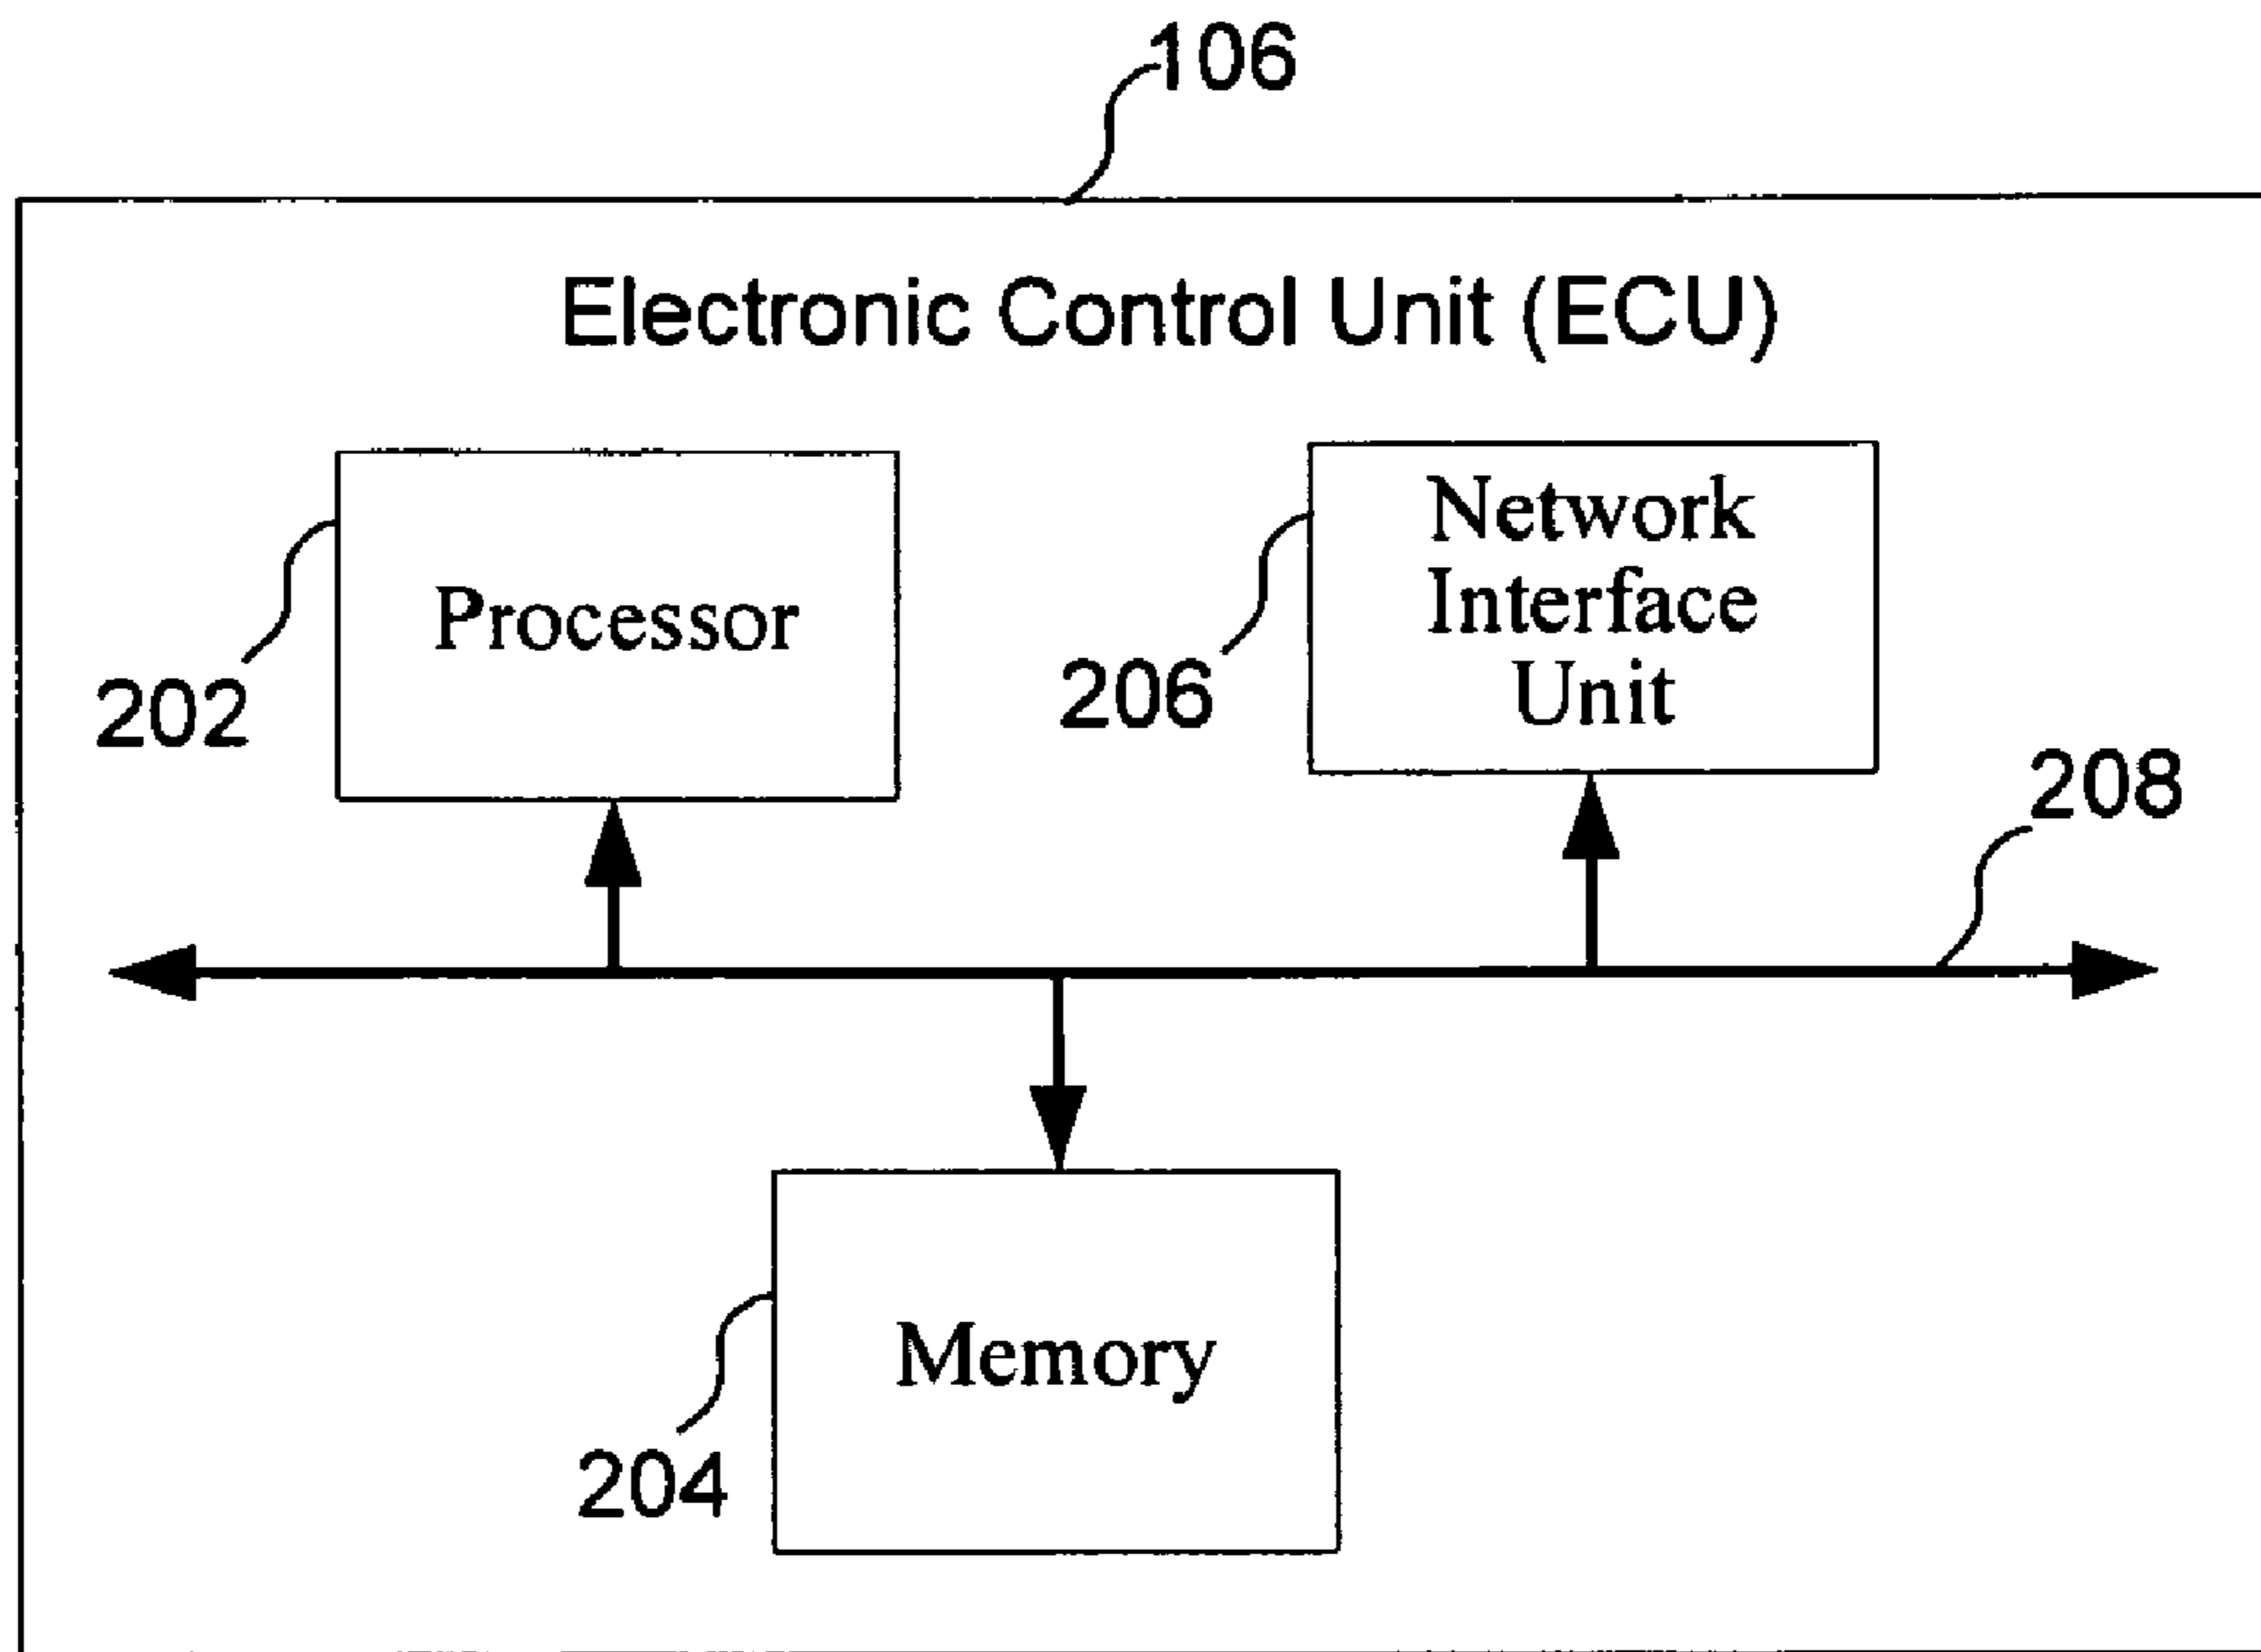 106
Electronic Control Unit (ECU)
Processor
Network
Interface
Unit
202
206
208
Memory
204